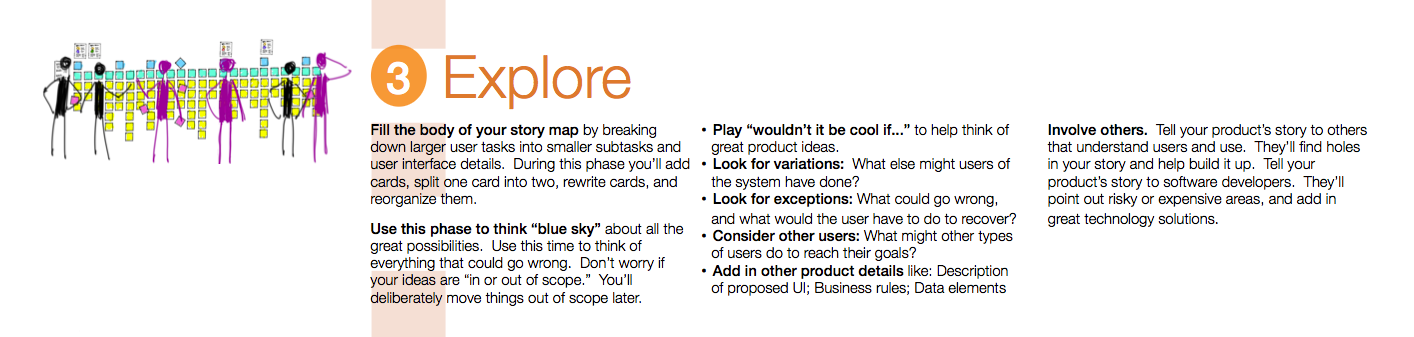 3 Explore
Fill the body of your story map by breaking
down larger user tasks into smaller subtasks and
user interface details.  During this phase you'll add
cards, split one card into two, rewrite cards, and
reorganize them.
Use this phase to think “blue sky” about all the
great possibilities.  Use this time to think of
everything that could go wrong.  Don't worry if
your ideas are “in or out of scope.”  You'll
deliberately move things out of scope later.
• Play “wouldn't it be cool if...” to help think of
great product ideas.
• Look for variations:  What else might users of
the system have done?
• Look for exceptions: What could go wrong,
and what would the user have to do to recover?
• Consider other users: What might other types
of users do to reach their goals?
• Add in other product details like: Description
of proposed UI; Business rules; Data elements
Involve others.  Tell your product's story to others
that understand users and use.  They'll find holes
in your story and help build it up.  Tell your
product's story to software developers.  They'll
point out risky or expensive areas, and add in
great technology solutions.